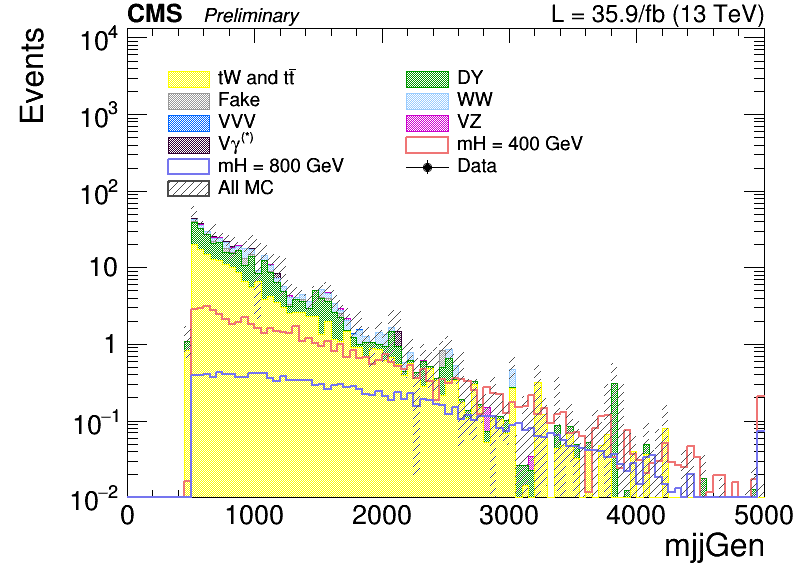 CMS Preliminary L = 35.9/fb (13 TeV)
Events
10⁴
10³
10²
10
1
10⁻¹
10⁻²
tW and tt̄ DY
Fake WW
VVV VZ
Vγ⁽*⁾ mH = 400 GeV
mH = 800 GeV Data
All MC
0 1000 2000 3000 4000 5000
mjjGen